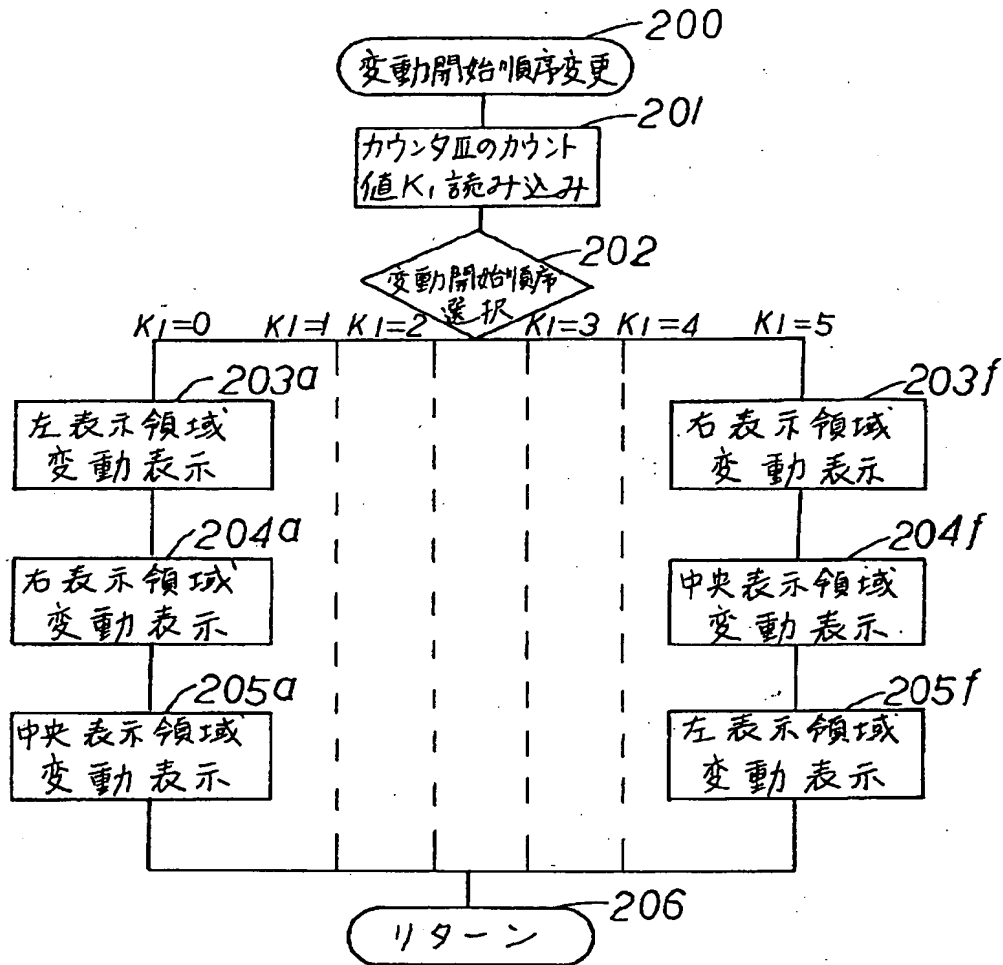 200
変動開始順序変更
201
カウンタⅢのカウント
値K1読み込み
202
変動開始順序
選択
K1=0 K1=1 K1=2 K1=3 K1=4 K1=5
203a
左表示領域
変動表示
203f
右表示領域
変動表示
204a
右表示領域
変動表示
204f
中央表示領域
変動表示
205a
中央表示領域
変動表示
205f
左表示領域
変動表示
206
リターン